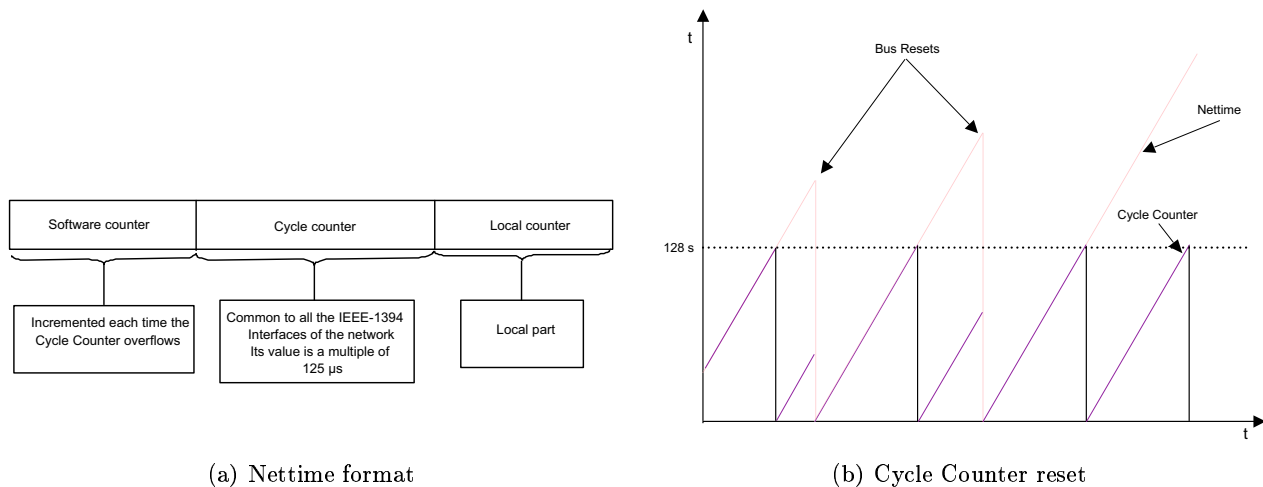 Software counter
Cycle counter
Local counter
Incremented each time the
Cycle Counter overflows
Common to all the IEEE-1394
Interfaces of the network
Its value is a multiple of
125 µs
Local part
(a) Nettime format
t
Bus Resets
Nettime
Cycle Counter
128 s
t
(b) Cycle Counter reset